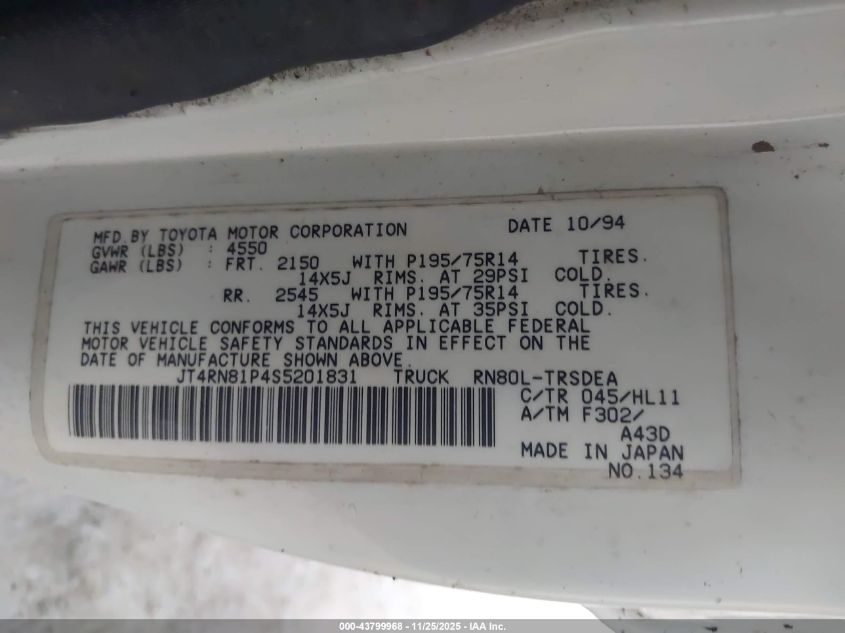 MFD. BY TOYOTA MOTOR CORPORATION DATE 10/94
GVWR (LBS) : 4550
GAWR (LBS) : FRT. 2150 WITH P195/75R14 TIRES.
14X5J RIMS. AT 29PSI COLD.
RR. 2545 WITH P195/75R14 TIRES.
14X5J RIMS. AT 35PSI COLD.
THIS VEHICLE CONFORMS TO ALL APPLICABLE FEDERAL
MOTOR VEHICLE SAFETY STANDARDS IN EFFECT ON THE
DATE OF MANUFACTURE SHOWN ABOVE.
JT4RN81P4S5201831 TRUCK RN80L-TRSDEA
C/TR 045/HL11
A/TM F302/
A43D
MADE IN JAPAN
NO.134
000-43799968 - 11/25/2025 - IAA Inc.